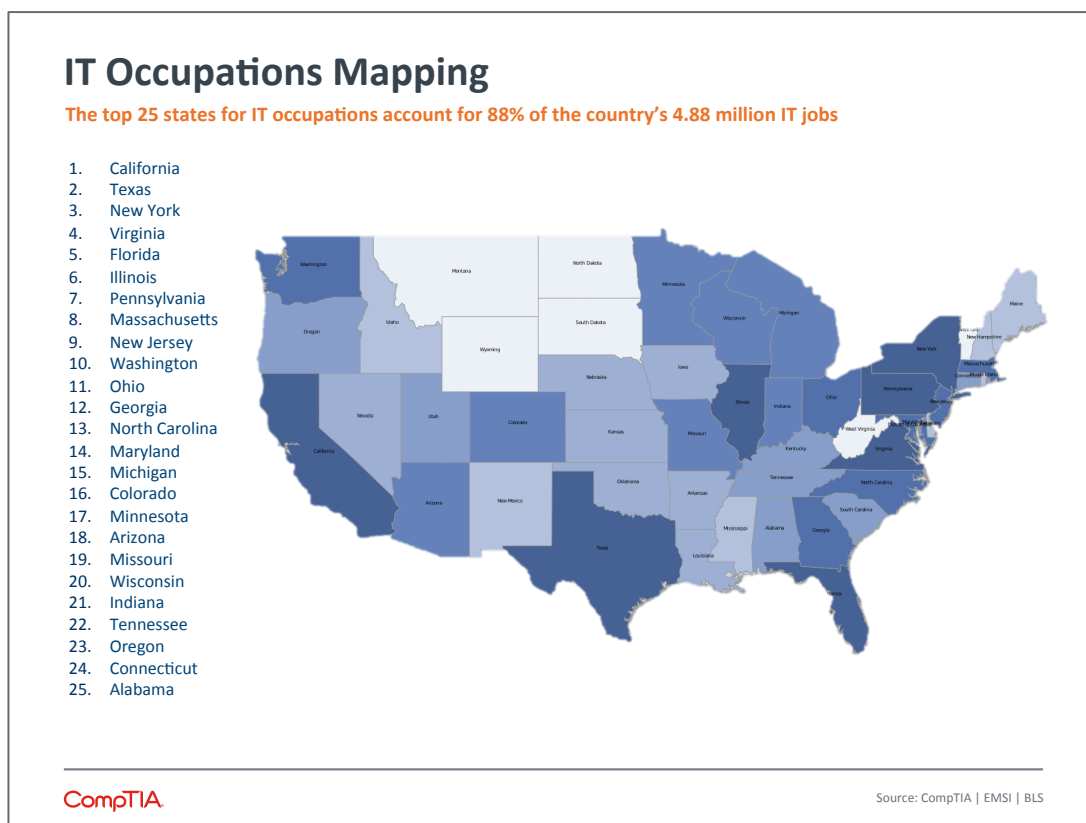 IT Occupations Mapping
The top 25 states for IT occupations account for 88% of the country's 4.88 million IT jobs
1. California
2. Texas
3. New York
4. Virginia
5. Florida
6. Illinois
7. Pennsylvania
8. Massachusetts
9. New Jersey
10. Washington
11. Ohio
12. Georgia
13. North Carolina
14. Maryland
15. Michigan
16. Colorado
17. Minnesota
18. Arizona
19. Missouri
20. Wisconsin
21. Indiana
22. Tennessee
23. Oregon
24. Connecticut
25. Alabama
Washington
Montana
North Dakota
Minnesota
Maine
Oregon
Idaho
South Dakota
Wisconsin
Michigan
New Hampshire
Wyoming
New York
Massachusetts
Iowa
Nebraska
Pennsylvania
Nevada
Utah
Colorado
Kansas
Missouri
Illinois
Indiana
Ohio
West Virginia
Virginia
California
Kentucky
Arizona
New Mexico
Oklahoma
Arkansas
Tennessee
North Carolina
South Carolina
Texas
Louisiana
Mississippi
Alabama
Georgia
CompTIA.
Source: CompTIA | EMSI | BLS